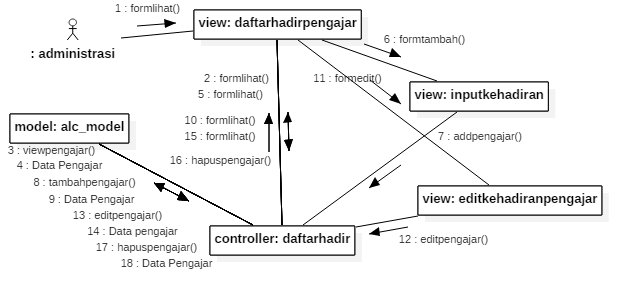 1 : formlihat()
view: daftarhadirpengajar
: administrasi
6 : formtambah()
2 : formlihat()
5 : formlihat()
11 : formedit()
view: inputkehadiran
model: alc_model
10 : formlihat()
15 : formlihat()
7 : addpengajar()
3 : viewpengajar()
16 : hapuspengajar()
4 : Data Pengajar
8 : tambahpengajar()
9 : Data Pengajar
view: editkehadiranpengajar
13 : editpengajar()
14 : Data pengajar
controller: daftarhadir
12 : editpengajar()
17 : hapuspengajar()
18 : Data Pengajar